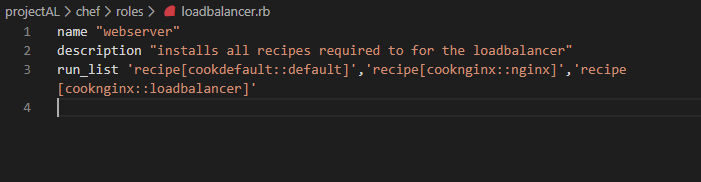 projectAL > chef > roles > loadbalancer.rb
1 name "webserver"
2 description "installs all recipes required to for the loadbalancer"
3 run_list 'recipe[cookdefault::default]','recipe[cooknginx::nginx]','recipe
[cooknginx::loadbalancer]'
4